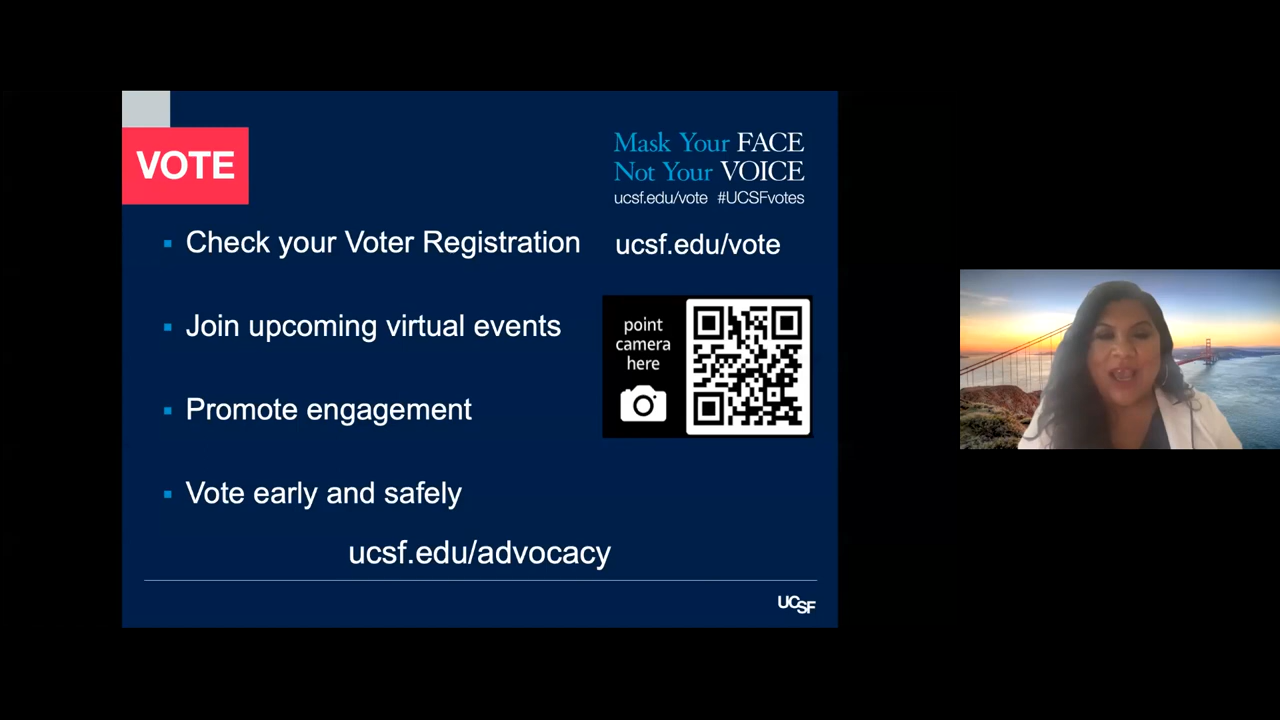 VOTE
Mask Your FACE
Not Your VOICE
ucsf.edu/vote #UCSFvotes
Check your Voter Registration
ucsf.edu/vote
Join upcoming virtual events
point
camera
here
Promote engagement
Vote early and safely
ucsf.edu/advocacy
UCSF